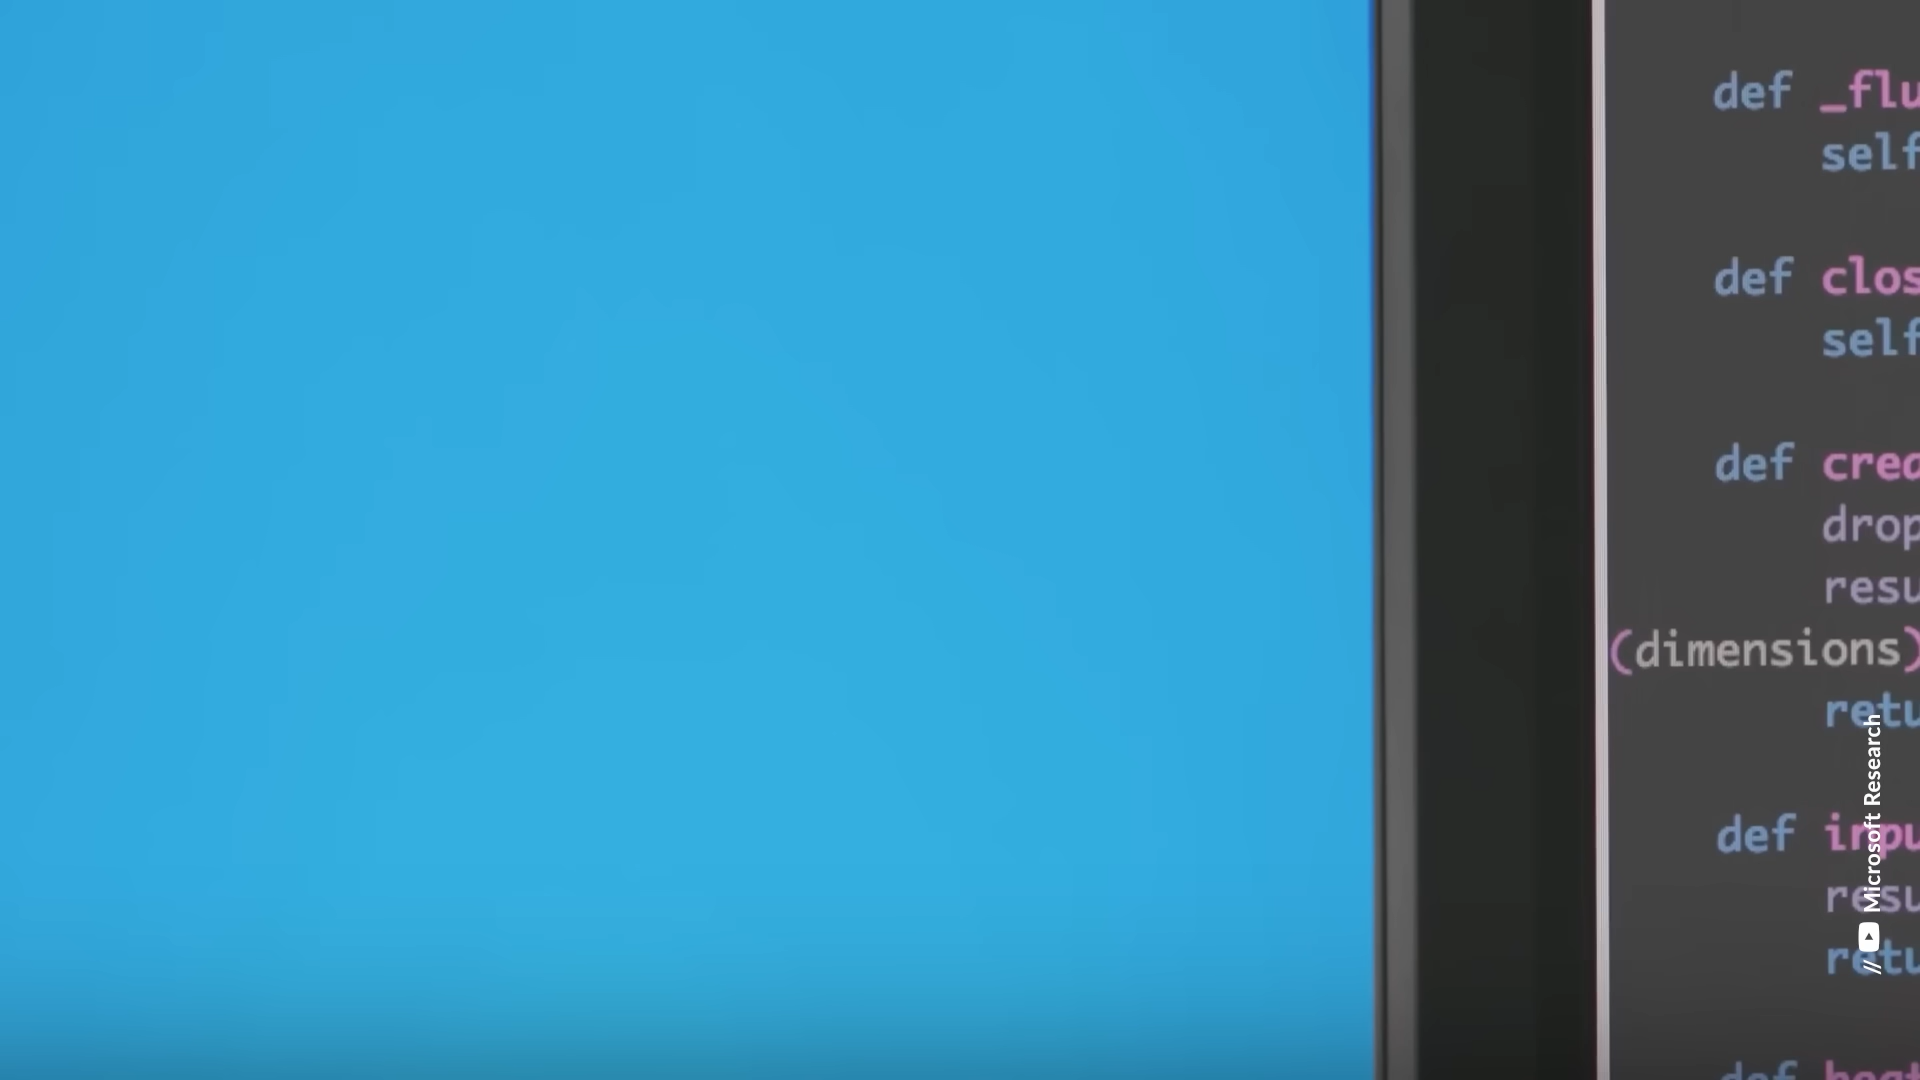 def _flu
self
def clos
self
def crea
drop
resu
(dimensions)
retu
def inpu
resu
retu
def heat
// Microsoft Research